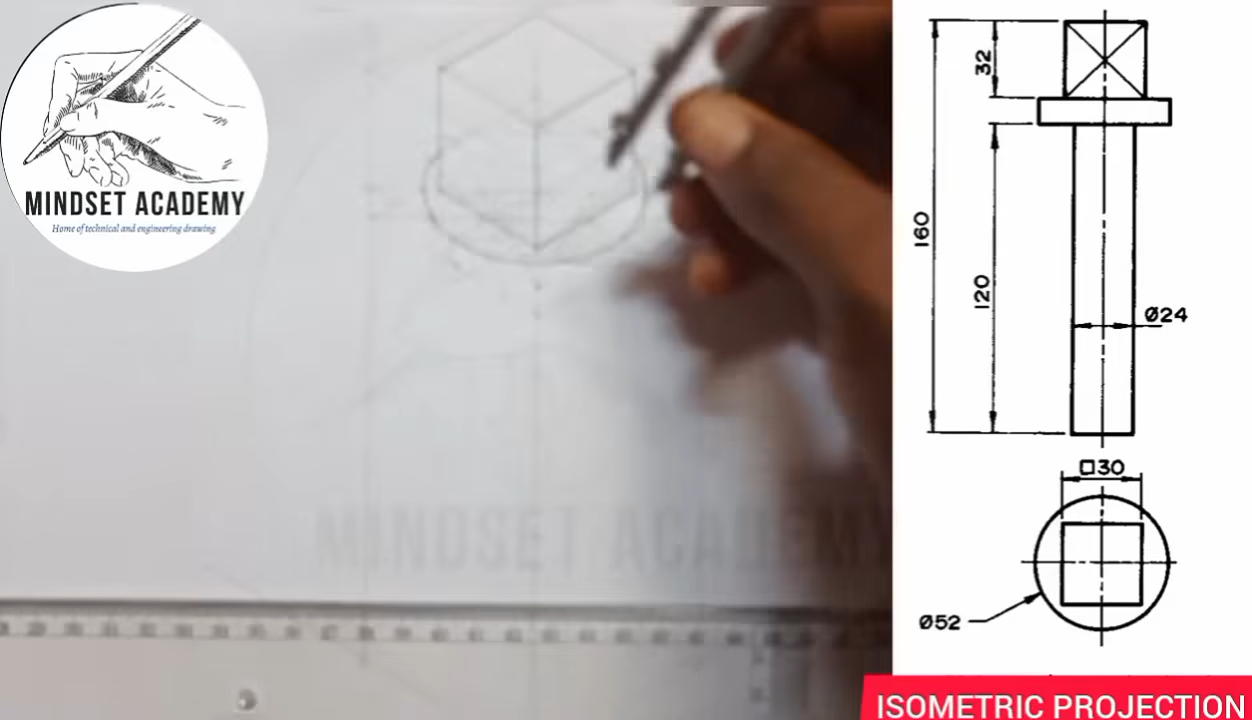 MINDSET ACADEMY
Home of technical and engineering drawing
MINDSET ACADEMY
32
160
120
Ø24
□30
Ø52
ISOMETRIC PROJECTION